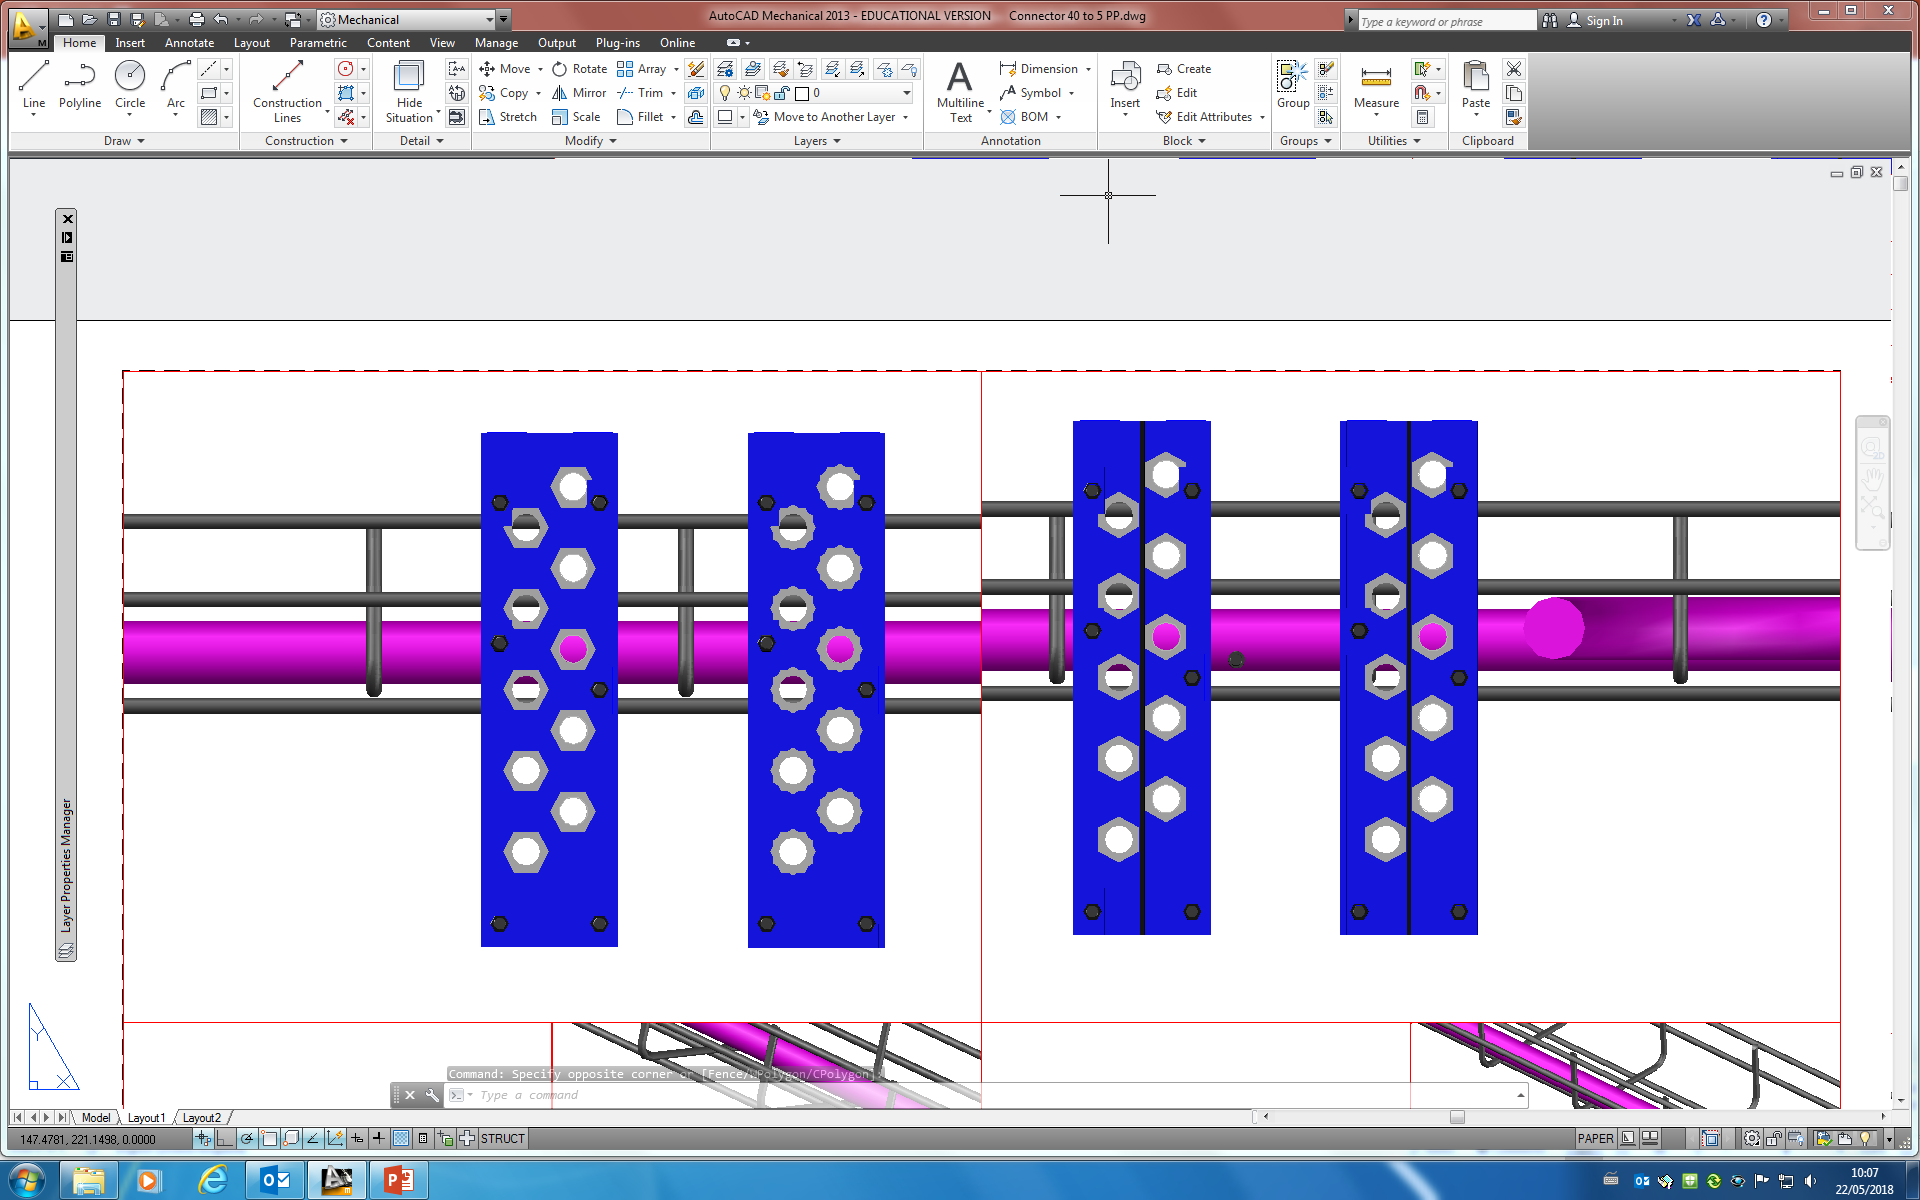 Mechanical
AutoCAD Mechanical 2013 - EDUCATIONAL VERSION Connector 40 to 5 PP.dwg
Type a keyword or phrase
Sign In
Home Insert Annotate Layout Parametric Content View Manage Output Plug-ins Online
Line Polyline Circle Arc
Draw
Construction Lines
Construction
Hide Situation
Detail
Move Rotate Array
Copy Mirror Trim
Stretch Scale Fillet
Modify
0
Move to Another Layer
Layers
A
Multiline Text
Dimension
Symbol
BOM
Annotation
Insert
Create
Edit
Edit Attributes
Block
Group
Groups
Measure
Utilities
Paste
Clipboard
Layer Properties Manager
Y
X
Command: Specify opposite corner or [Fence/WPolygon/CPolygon]:
Type a command
Model Layout1 Layout2
147.4781, 221.1498, 0.0000
STRUCT
PAPER
10:07
22/05/2018